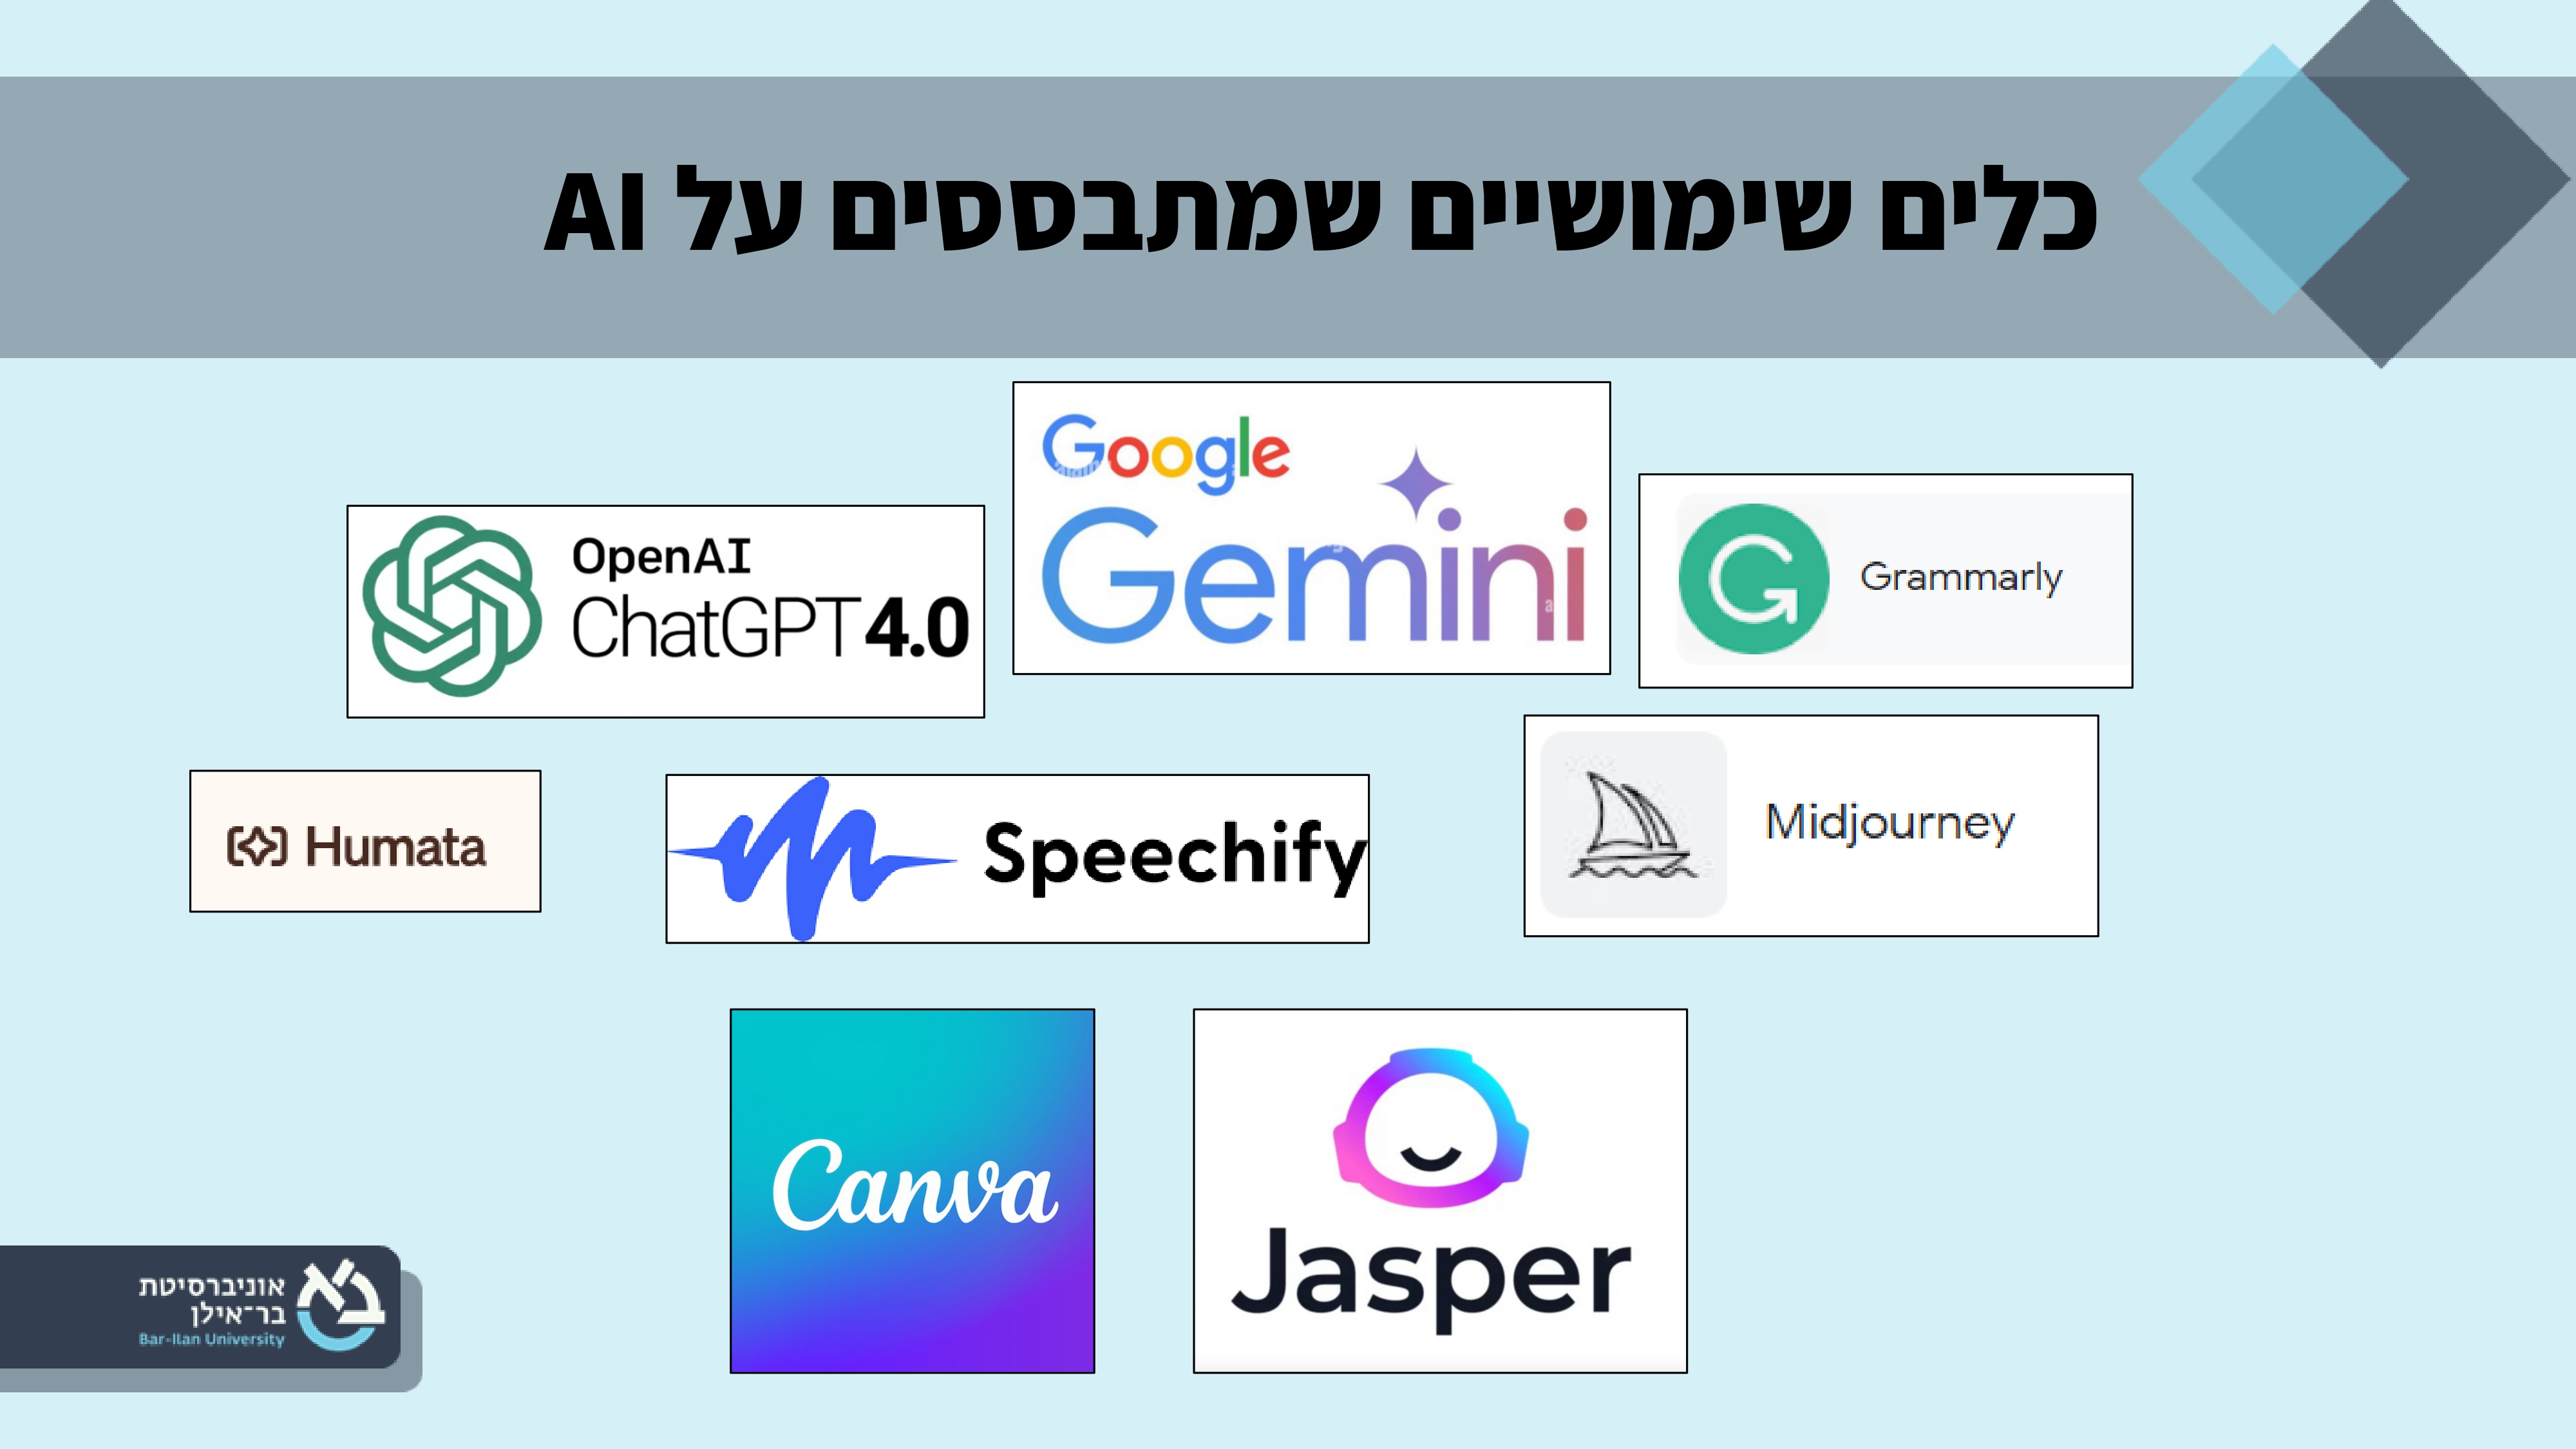 כלים שימושיים שמתבססים על AI
Google
Gemini
OpenAI
ChatGPT 4.0
Grammarly
Humata
Speechify
Midjourney
Canva
Jasper
אוניברסיטת
בר־אילן
Bar-Ilan University